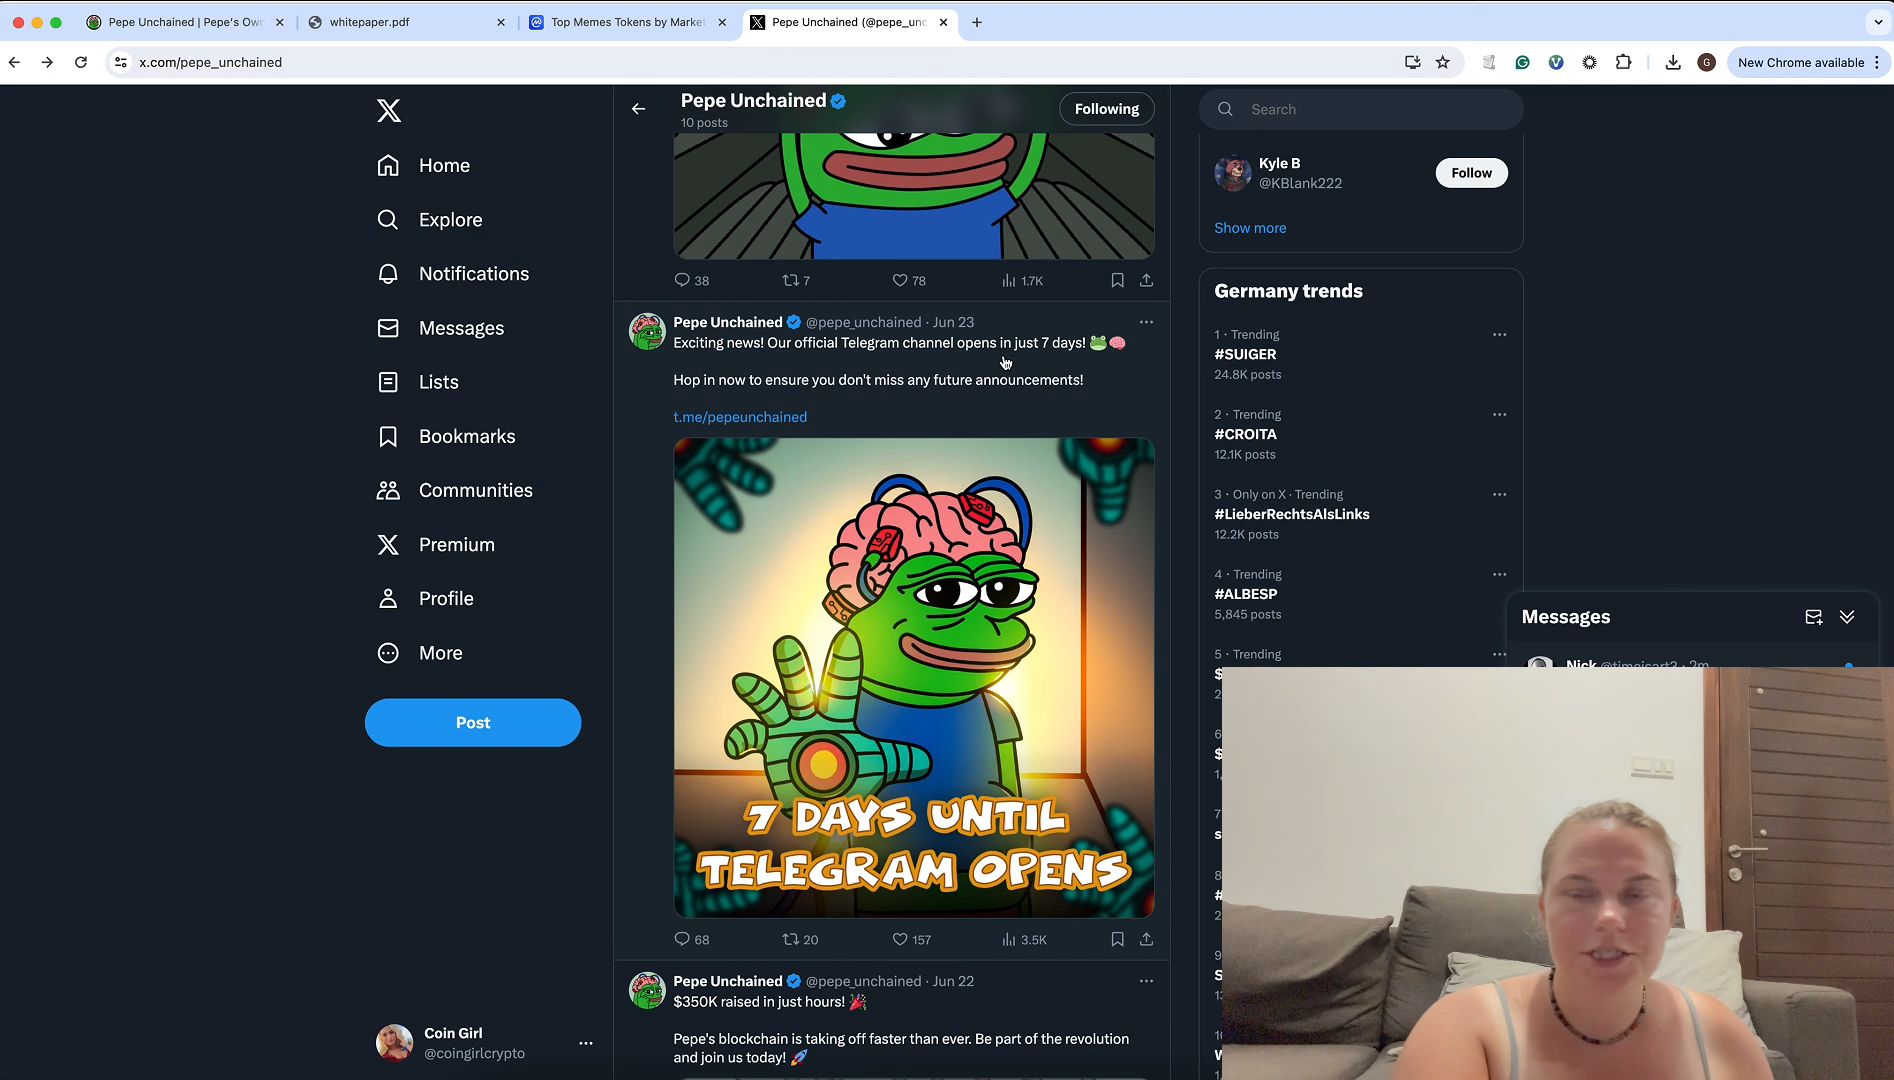 Pepe Unchained | Pepe's Own
whitepaper.pdf
Top Memes Tokens by Market
Pepe Unchained (@pepe_unc
x.com/pepe_unchained
G
New Chrome available
Home
Explore
Notifications
Messages
Lists
Bookmarks
Communities
Premium
Profile
More
Post
Coin Girl
@coingirlcrypto
Pepe Unchained
10 posts
Following
38
7
78
1.7K
Pepe Unchained @pepe_unchained · Jun 23
Exciting news! Our official Telegram channel opens in just 7 days! 🐸🧠
Hop in now to ensure you don't miss any future announcements!
t.me/pepeunchained
7 DAYS UNTIL
TELEGRAM OPENS
68
20
157
3.5K
Pepe Unchained @pepe_unchained · Jun 22
$350K raised in just hours! 🎉
Pepe's blockchain is taking off faster than ever. Be part of the revolution
and join us today! 🚀
Search
Kyle B
@KBlank222
Follow
Show more
Germany trends
1 · Trending
#SUIGER
24.8K posts
2 · Trending
#CROITA
12.1K posts
3 · Only on X · Trending
#LieberRechtsAlsLinks
12.2K posts
4 · Trending
#ALBESP
5,845 posts
5 · Trending
Messages